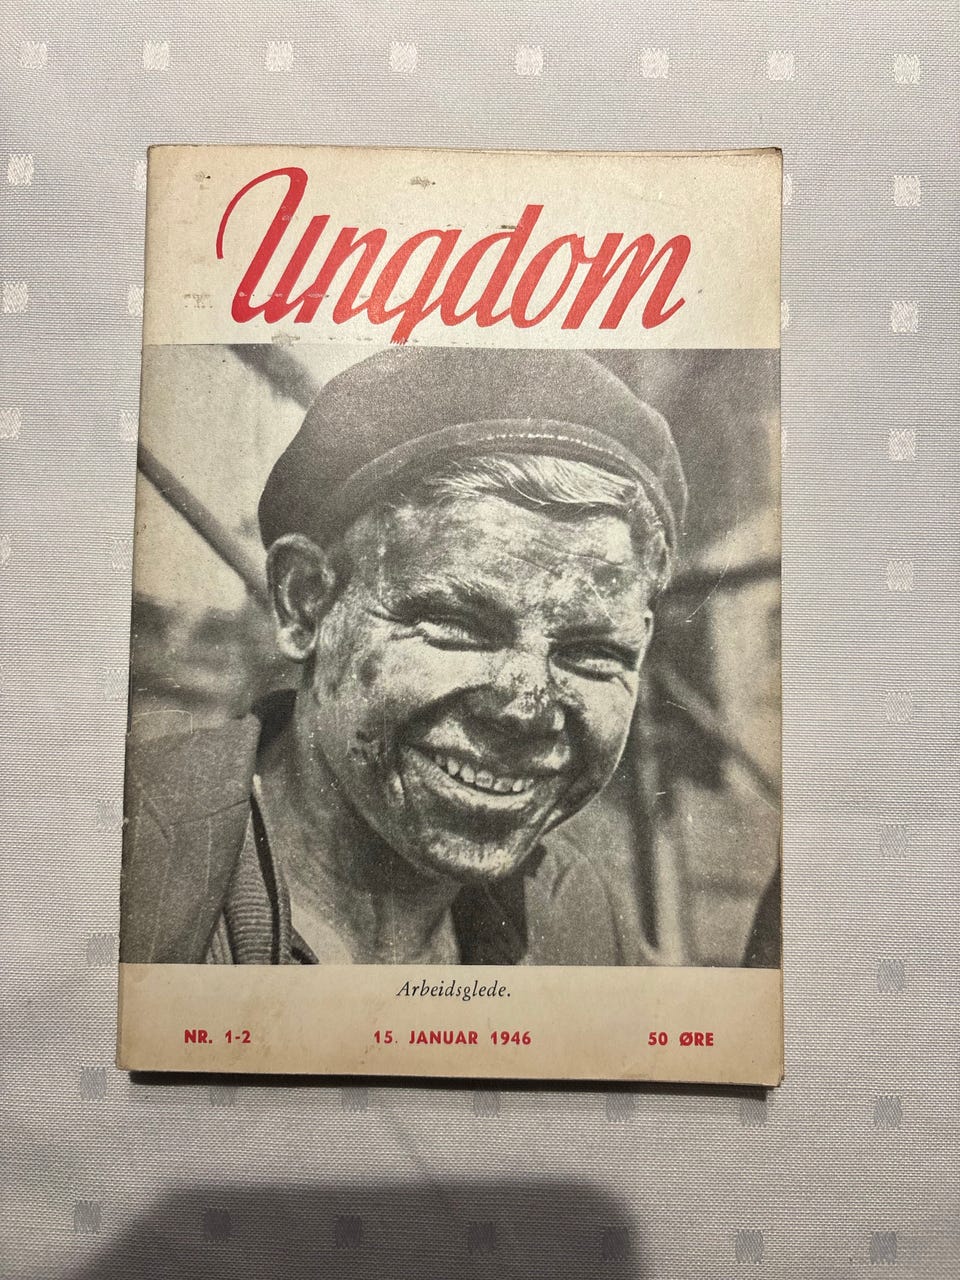 Ungdom
Arbeidsglede.
NR. 1-2 15. JANUAR 1946 50 ØRE